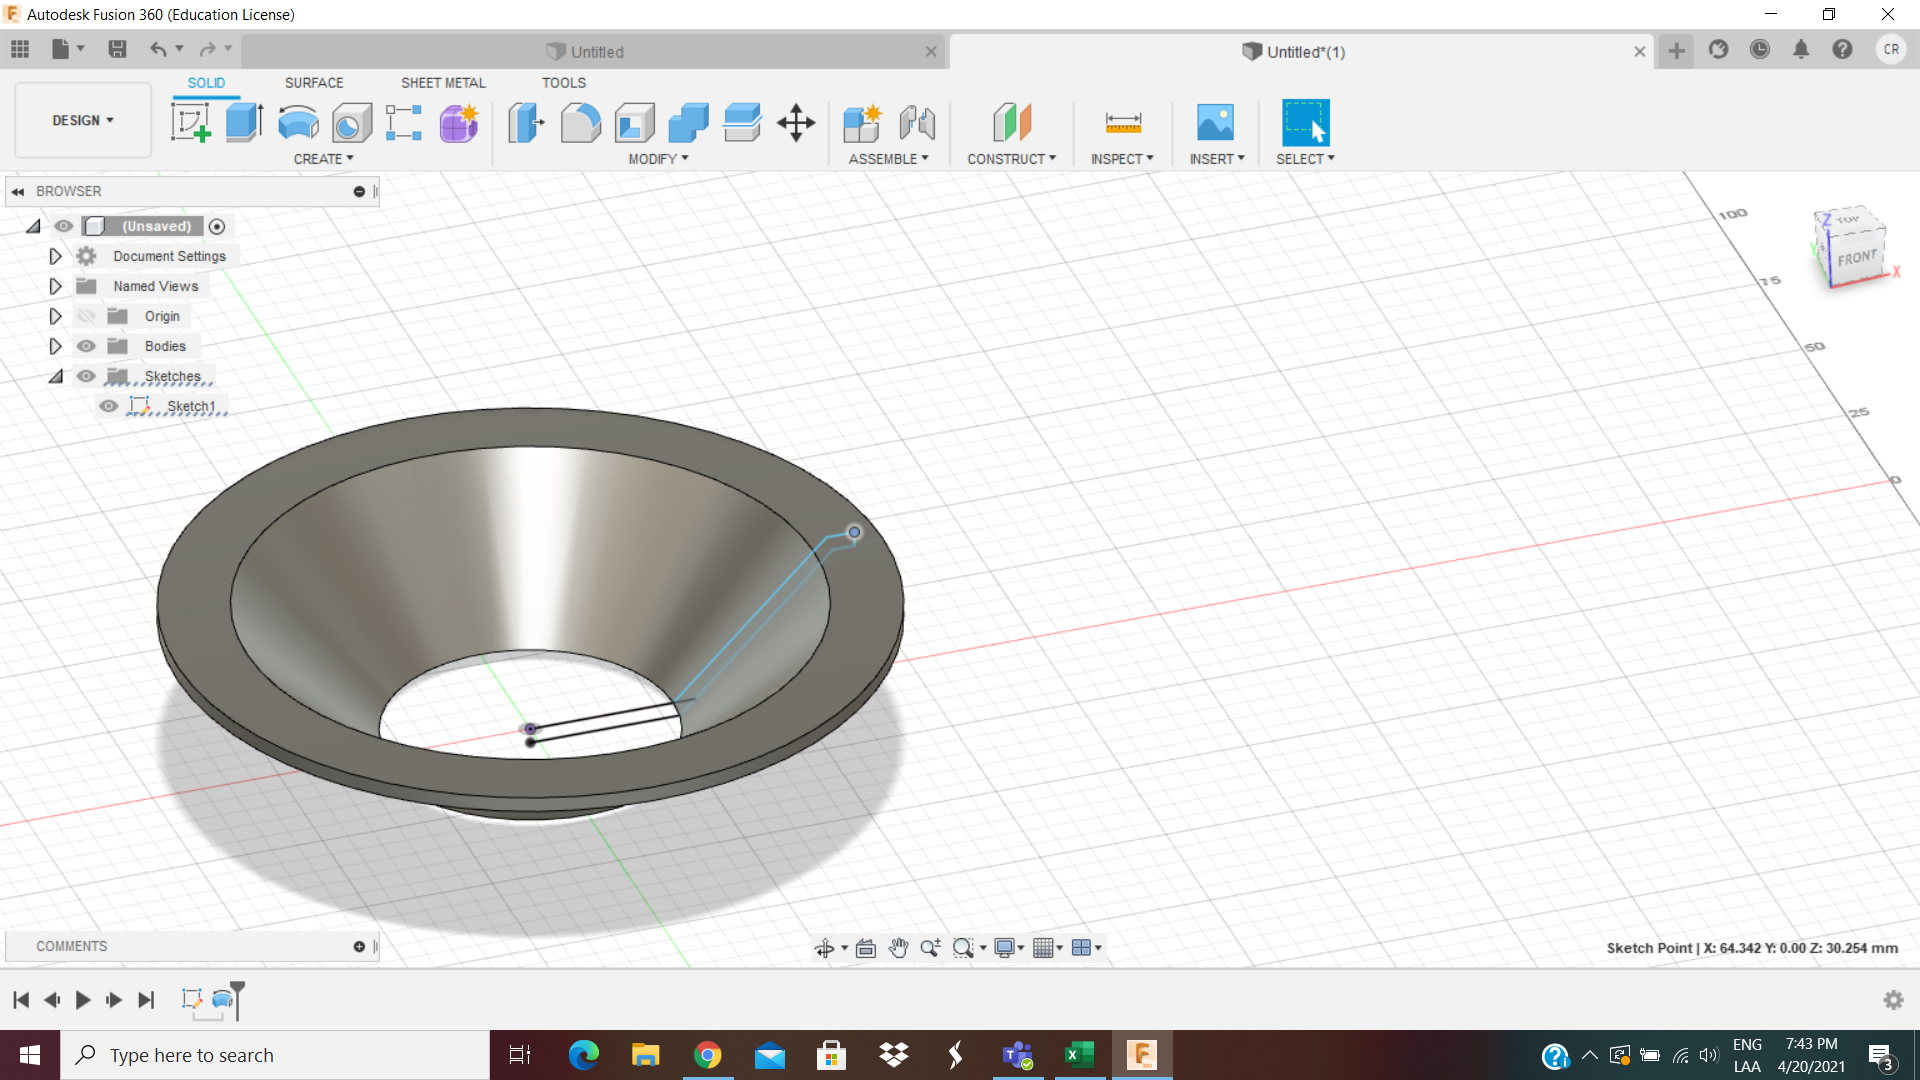 Autodesk Fusion 360 (Education License)
Untitled
Untitled*(1)
CR
SOLID
SURFACE
SHEET METAL
TOOLS
DESIGN
CREATE
MODIFY
ASSEMBLE
CONSTRUCT
INSPECT
INSERT
SELECT
BROWSER
(Unsaved)
Document Settings
Named Views
Origin
Bodies
Sketches
Sketch1
100
75
50
25
0
TOP
FRONT
Z
X
Y
COMMENTS
Sketch Point | X: 64.342 Y: 0.00 Z: 30.254 mm
Type here to search
ENG
LAA
7:43 PM
4/20/2021
3